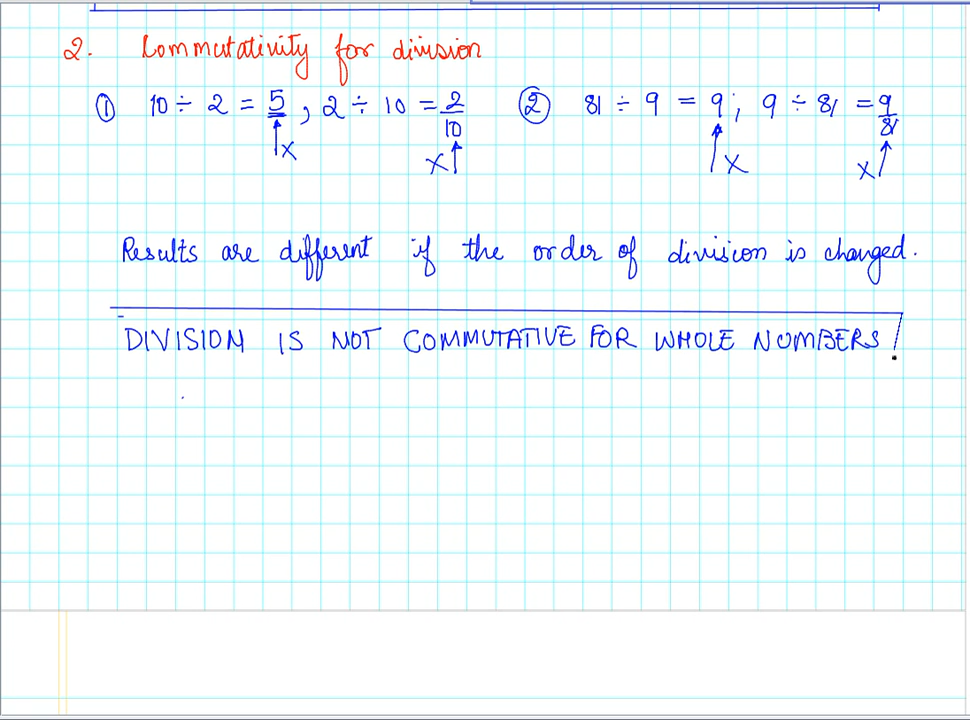 2. Commutativity for division
① 10 ÷ 2 = 5 , 2 ÷ 10 = 2/10 ② 81 ÷ 9 = 9 ; 9 ÷ 81 = 9/81
x x x x
Results are different if the order of division is changed.
DIVISION IS NOT COMMUTATIVE FOR WHOLE NUMBERS!